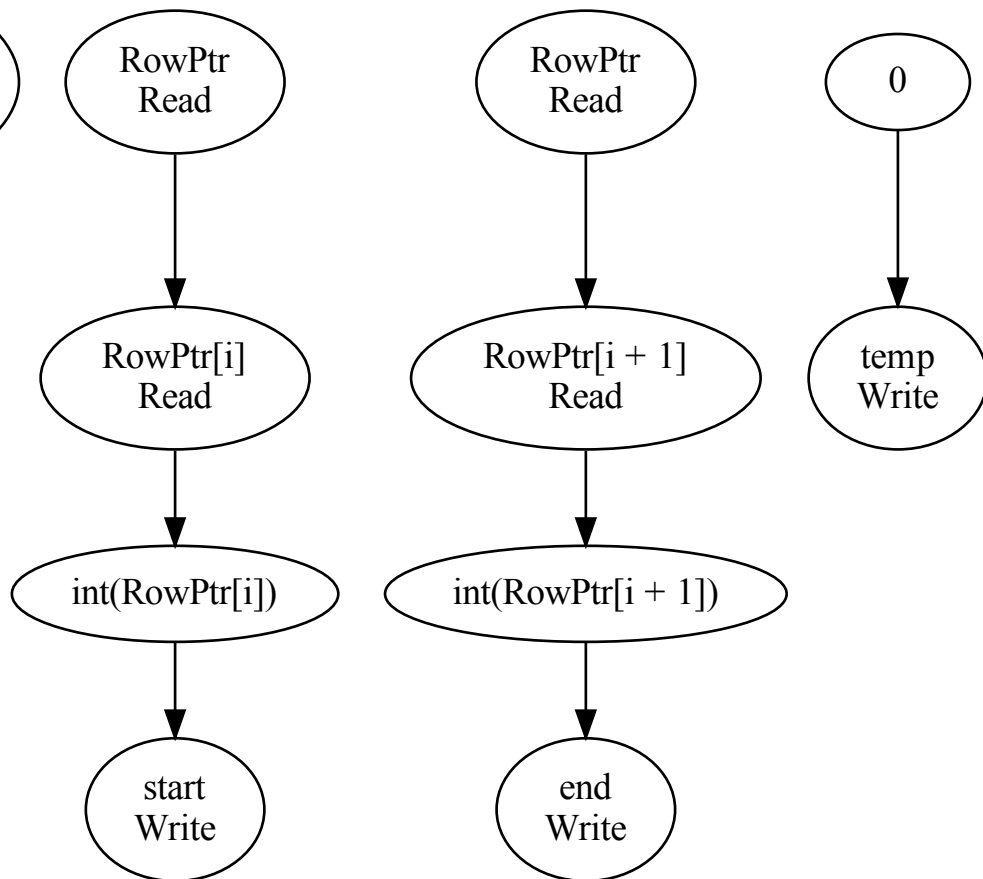 RowPtr
Read
RowPtr
Read
0
RowPtr[i]
Read
RowPtr[i + 1]
Read
temp
Write
int(RowPtr[i])
int(RowPtr[i + 1])
start
Write
end
Write